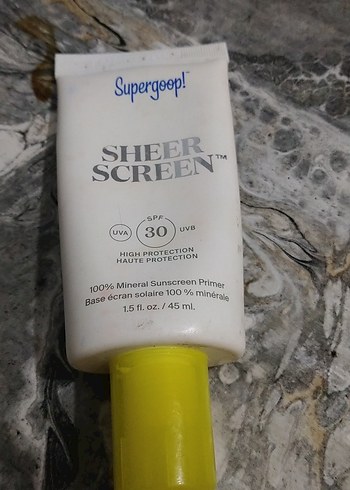 Supergoop!™
SHEER
SCREEN™
SPF
UVA 30 UVB
HIGH PROTECTION
HAUTE PROTECTION
100% Mineral Sunscreen Primer
Base écran solaire 100 % minérale
1.5 fl. oz. / 45 ml.